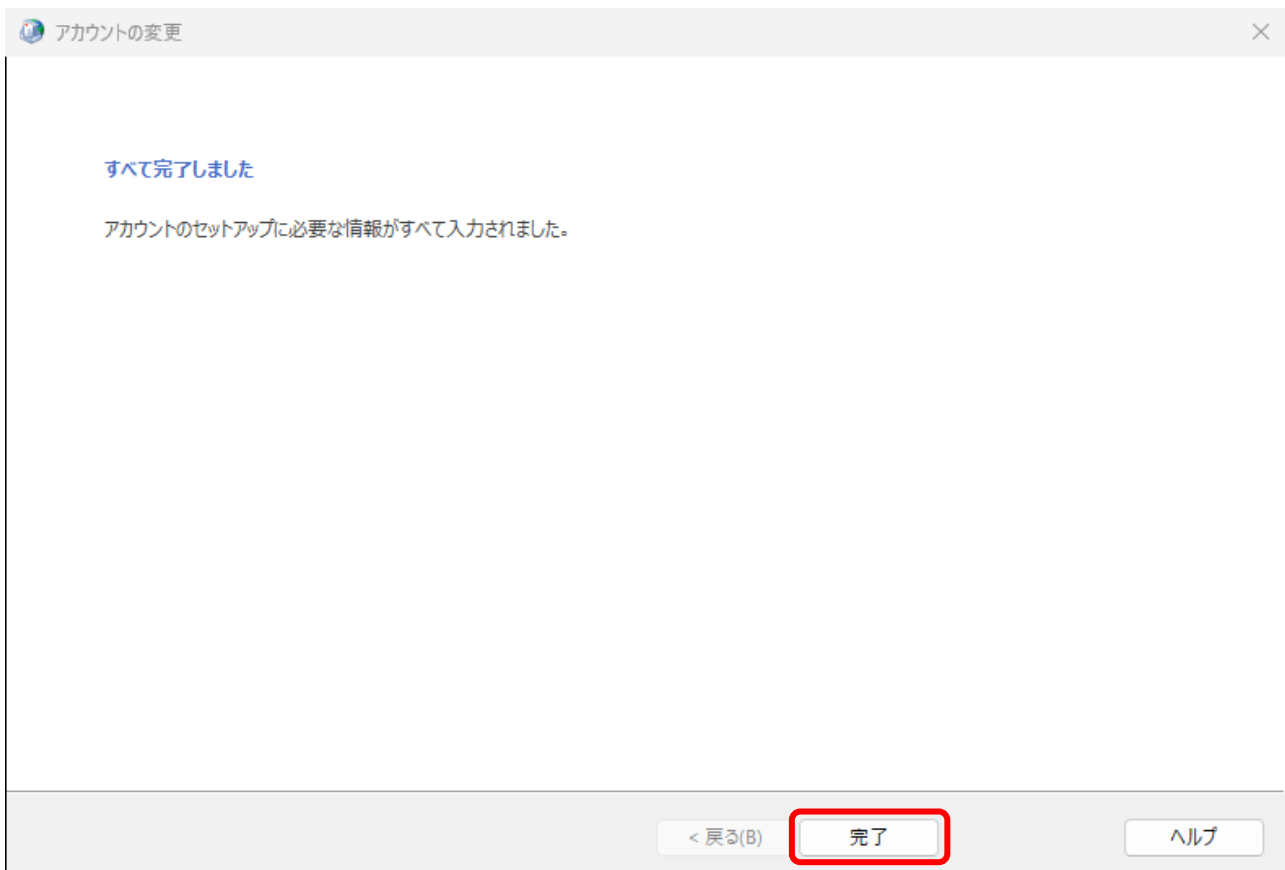 アカウントの変更
すべて完了しました
アカウントのセットアップに必要な情報がすべて入力されました。
< 戻る(B)
完了
ヘルプ